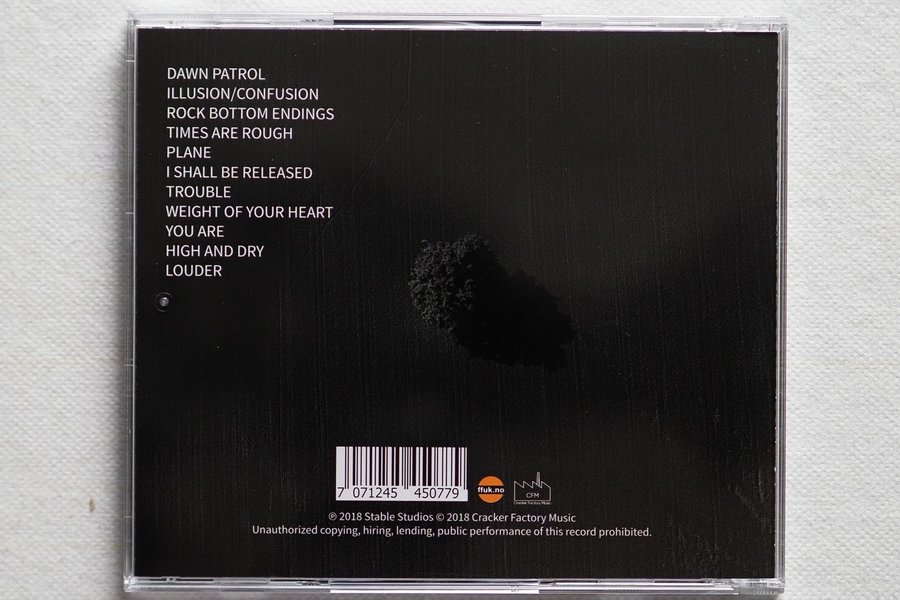 DAWN PATROL
ILLUSION/CONFUSION
ROCK BOTTOM ENDINGS
TIMES ARE ROUGH
PLANE
I SHALL BE RELEASED
TROUBLE
WEIGHT OF YOUR HEART
YOU ARE
HIGH AND DRY
LOUDER
7 071245 450779
ffuk.no
CFM
Cracker Factory Music
℗ 2018 Stable Studios © 2018 Cracker Factory Music
Unauthorized copying, hiring, lending, public performance of this record prohibited.